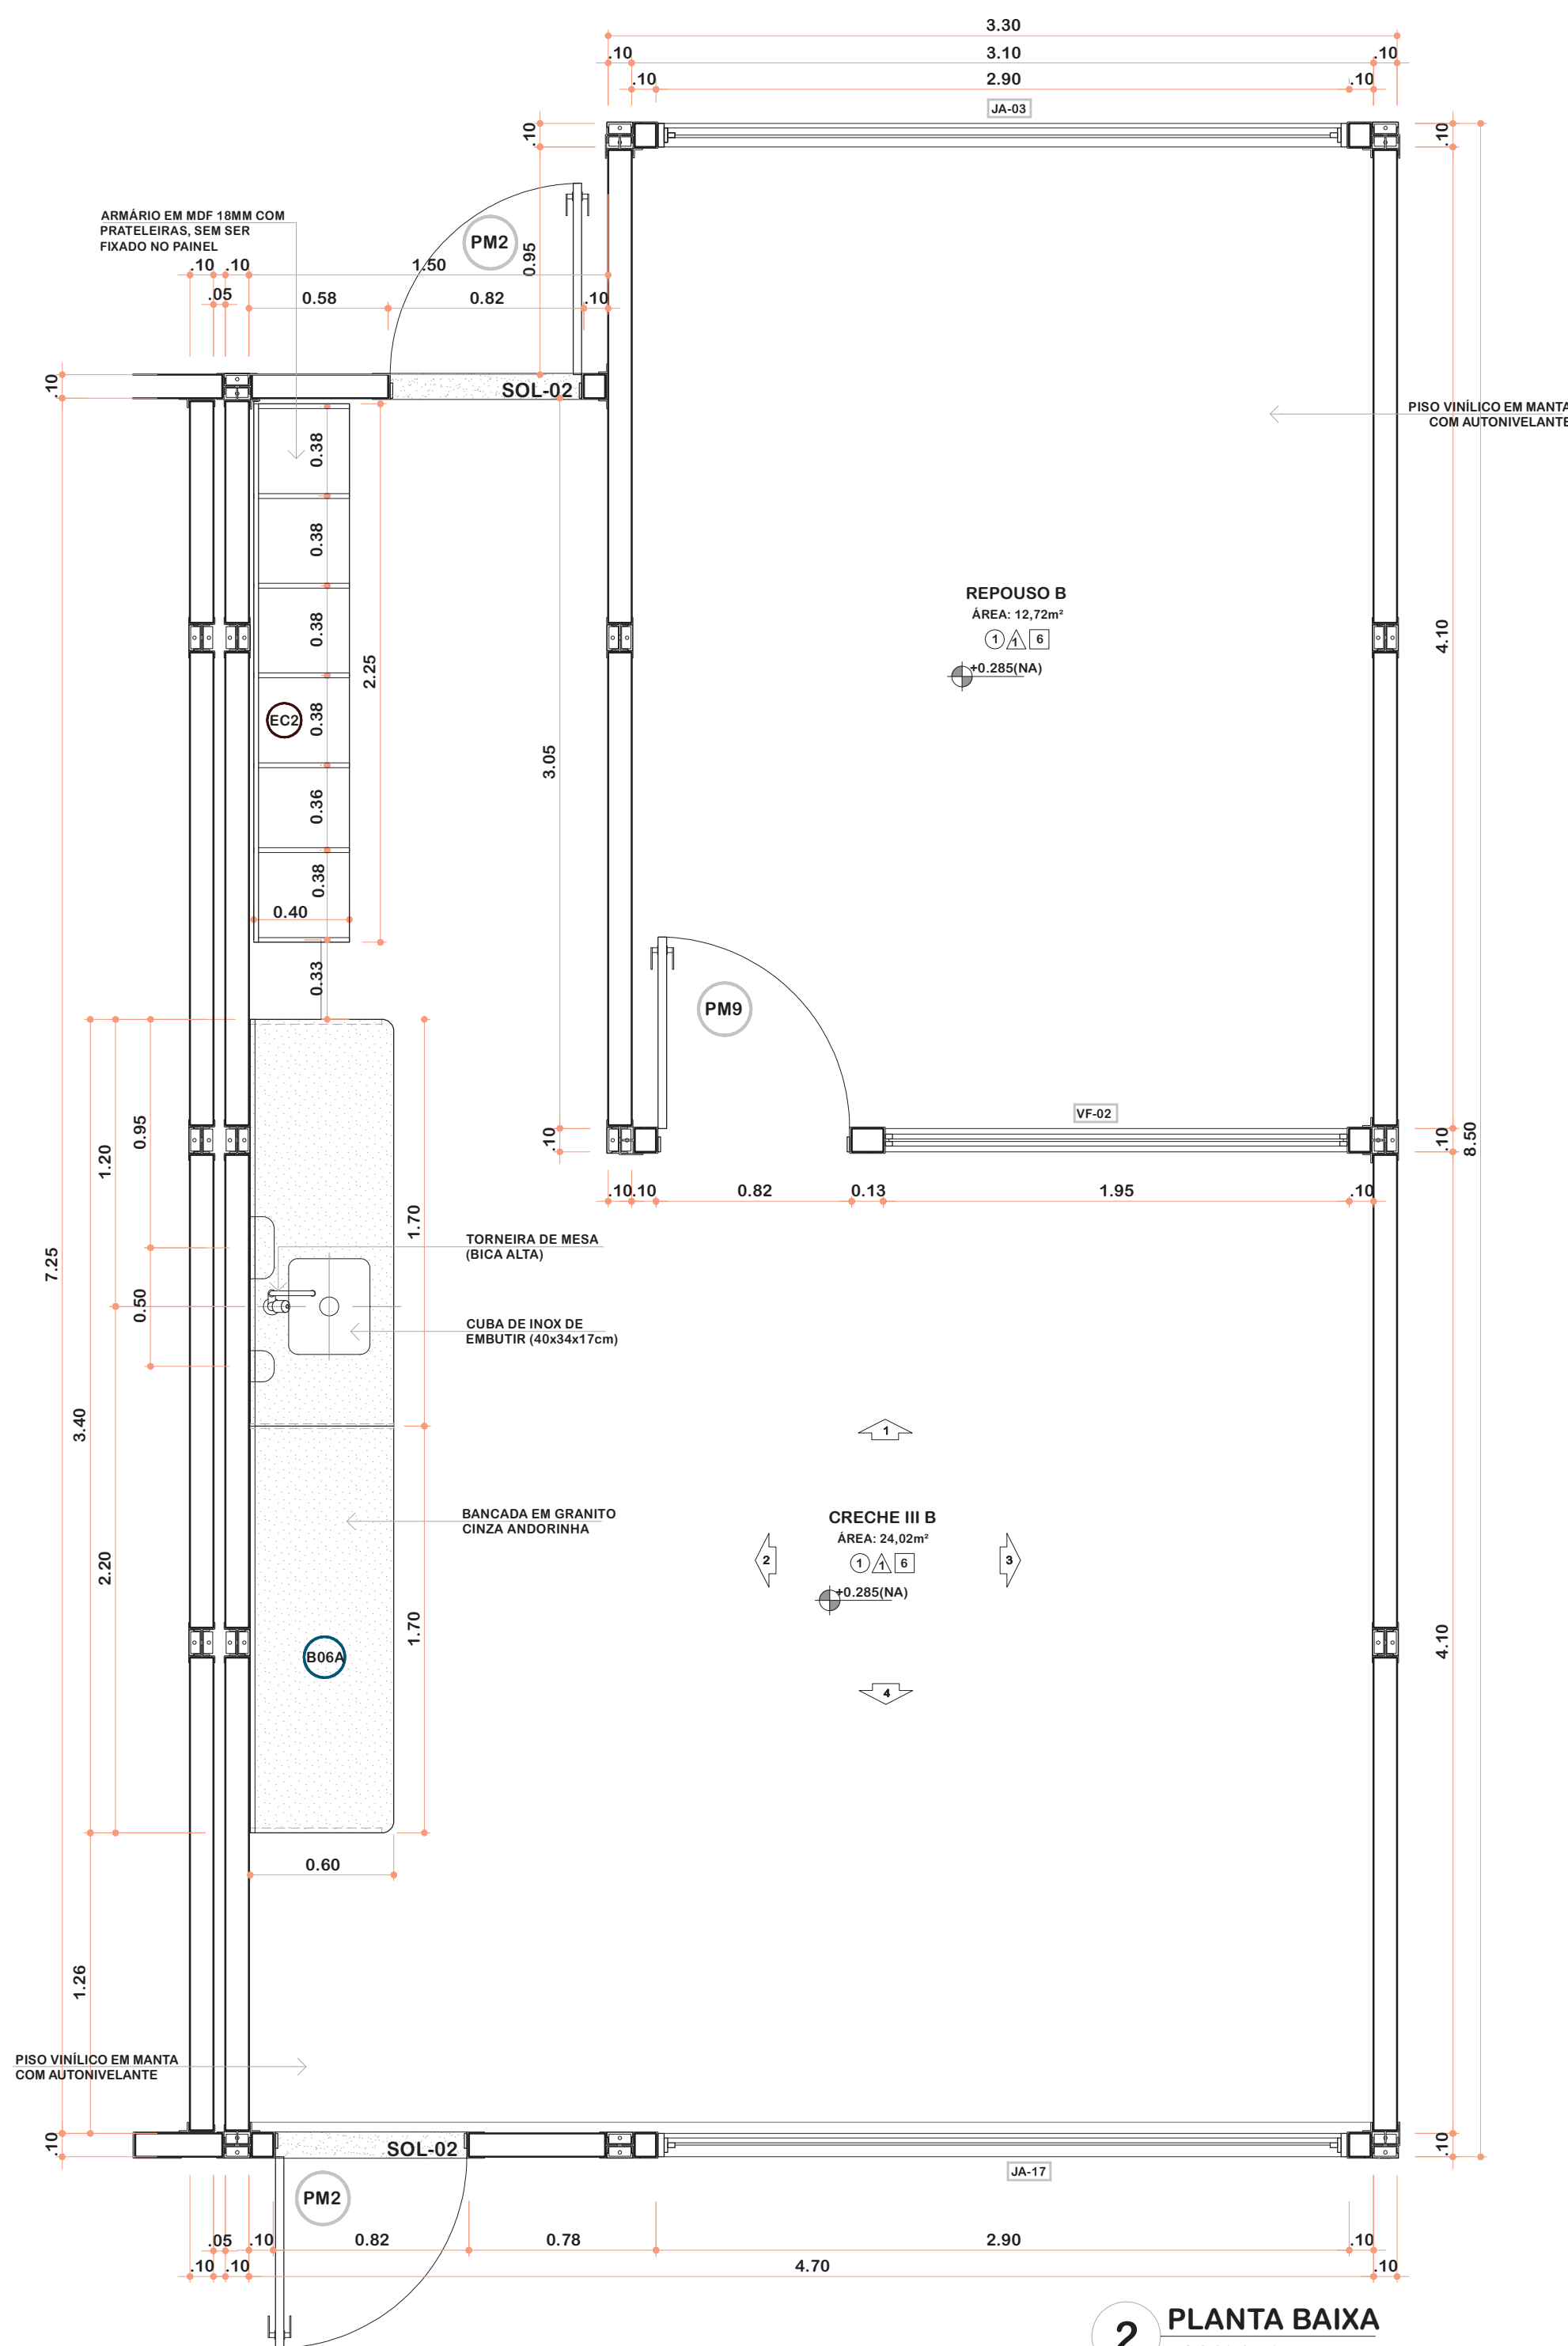 3.30
.10
3.10
.10
.10
2.90
.10
JA-03
.10
.10
ARMÁRIO EM MDF 18MM COM
PRATELEIRAS, SEM SER
FIXADO NO PAINEL
PM2
0.95
.10
.10
1.50
.05
0.58
0.82
.10
.10
SOL-02
PISO VINÍLICO EM MANTA
COM AUTONIVELANTE
0.38
0.38
0.38
2.25
EC2
0.38
0.36
0.38
0.40
0.33
3.05
REPOUSO B
ÁREA: 12,72m²
1
1
6
+0.285(NA)
4.10
PM9
VF-02
.10
.10
8.50
.10
.10
0.82
0.13
1.95
.10
0.95
1.20
1.70
7.25
0.50
TORNEIRA DE MESA
(BICA ALTA)
CUBA DE INOX DE
EMBUTIR (40x34x17cm)
3.40
1
BANCADA EM GRANITO
CINZA ANDORINHA
CRECHE III B
ÁREA: 24,02m²
1
1
6
2
3
+0.285(NA)
2.20
1.70
4.10
B06A
4
0.60
1.26
PISO VINÍLICO EM MANTA
COM AUTONIVELANTE
.10
SOL-02
.10
JA-17
PM2
.05
.10
0.82
0.78
2.90
.10
.10
.10
4.70
.10
2
PLANTA BAIXA